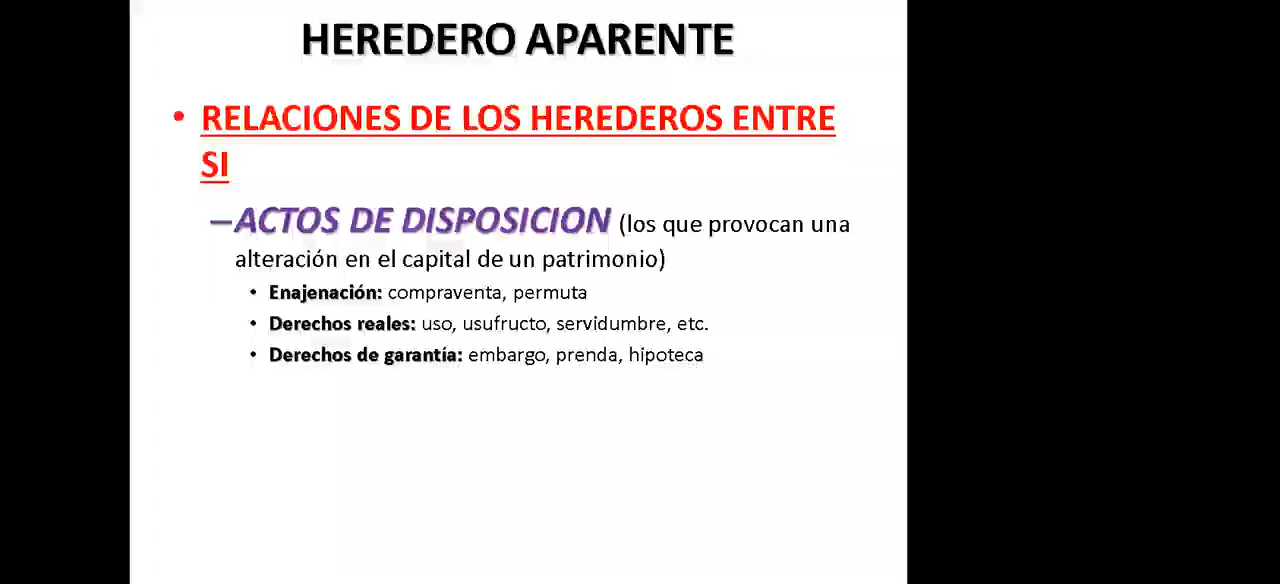 HEREDERO APARENTE
• RELACIONES DE LOS HEREDEROS ENTRE
SI
–ACTOS DE DISPOSICION (los que provocan una
alteración en el capital de un patrimonio)
• Enajenación: compraventa, permuta
• Derechos reales: uso, usufructo, servidumbre, etc.
• Derechos de garantía: embargo, prenda, hipoteca